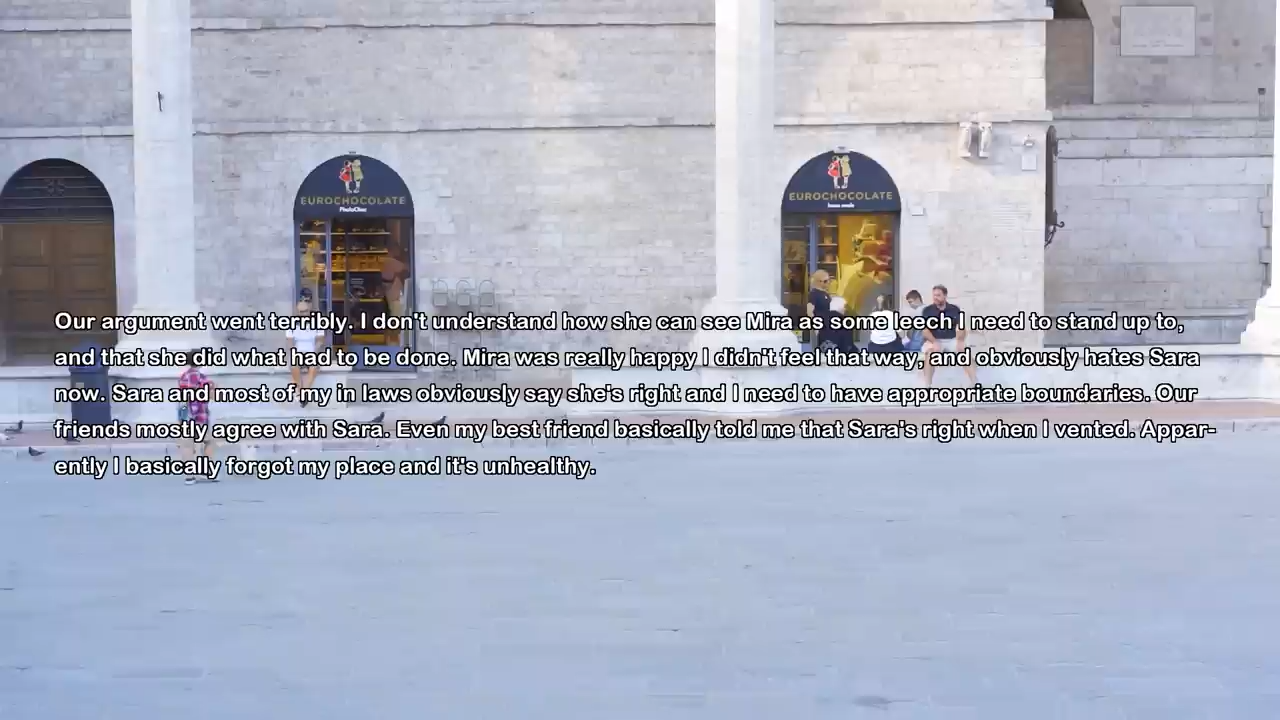 EUROCHOCOLATE
EUROCHOCOLATE
Our argument went terribly. I don't understand how she can see Mira as some leech I need to stand up to,
and that she did what had to be done. Mira was really happy I didn't feel that way, and obviously hates Sara
now. Sara and most of my in laws obviously say she's right and I need to have appropriate boundaries. Our
friends mostly agree with Sara. Even my best friend basically told me that Sara's right when I vented. Appar-
ently I basically forgot my place and it's unhealthy.